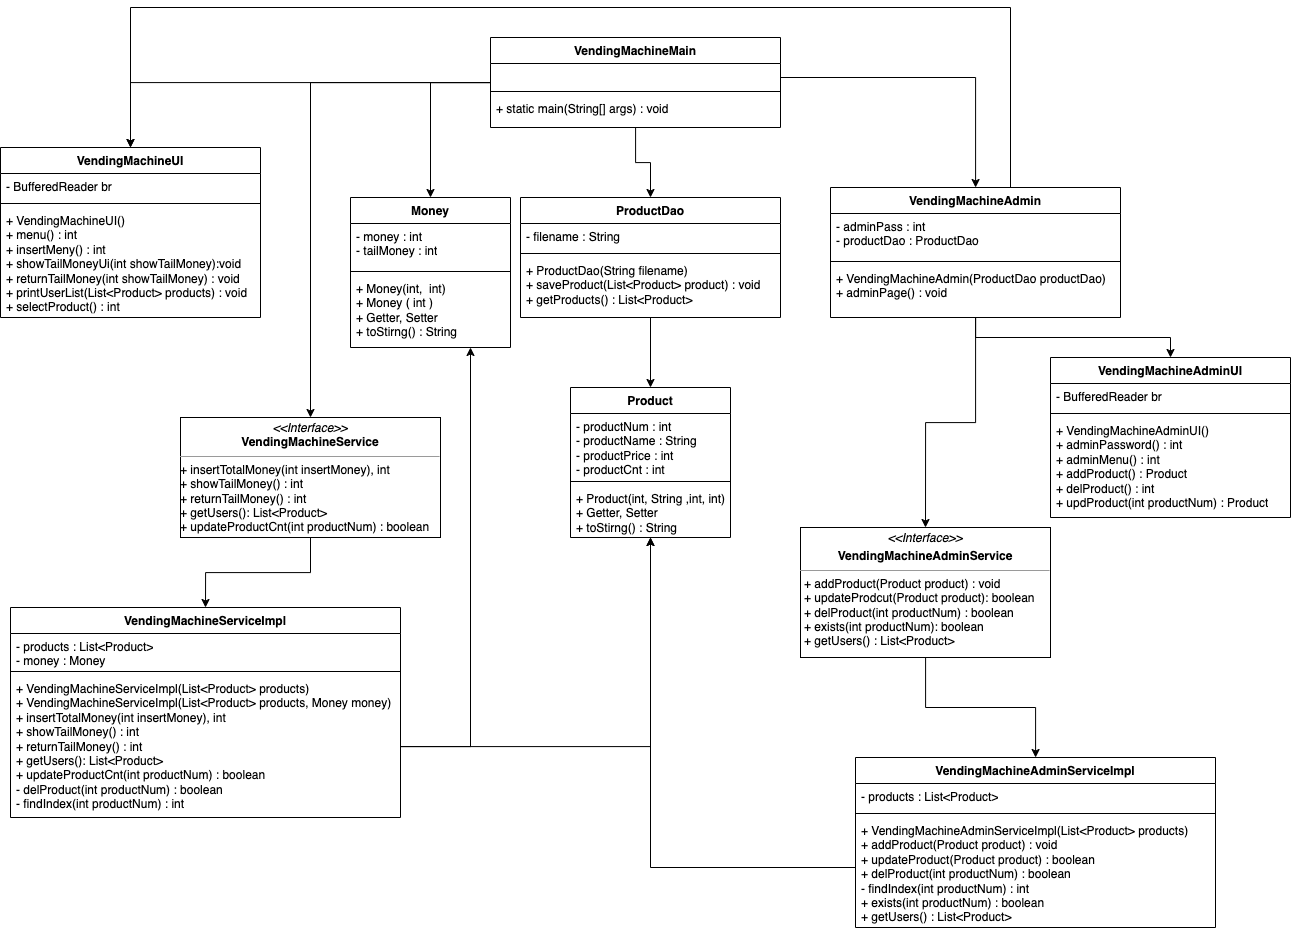 VendingMachineMain
+ static main(String[] args) : void
VendingMachineUI
- BufferedReader br
+ VendingMachineUI()
+ menu() : int
+ insertMeny() : int
+ showTailMoneyUi(int showTailMoney):void
+ returnTailMoney(int showTailMoney) : void
+ printUserList(List<Product> products) : void
+ selectProduct() : int
Money
- money : int
- tailMoney : int
+ Money(int,  int)
+ Money ( int )
+ Getter, Setter
+ toStirng() : String
ProductDao
- filename : String
+ ProductDao(String filename)
+ saveProduct(List<Product> product) : void
+ getProducts() : List<Product>
VendingMachineAdmin
- adminPass : int
- productDao : ProductDao
+ VendingMachineAdmin(ProductDao productDao)
+ adminPage() : void
VendingMachineAdminUI
- BufferedReader br
+ VendingMachineAdminUI()
+ adminPassword() : int
+ adminMenu() : int
+ addProduct() : Product
+ delProduct() : int
+ updProduct(int productNum) : Product
Product
- productNum : int
- productName : String
- productPrice : int
- productCnt : int
+ Product(int, String ,int, int)
+ Getter, Setter
+ toStirng() : String
<<Interface>>
VendingMachineService
+ insertTotalMoney(int insertMoney), int
+ showTailMoney() : int
+ returnTailMoney() : int
+ getUsers(): List<Product>
+ updateProductCnt(int productNum) : boolean
<<Interface>>
VendingMachineAdminService
+ addProduct(Product product) : void
+ updateProdcut(Product product): boolean
+ delProduct(int productNum) : boolean
+ exists(int productNum): boolean
+ getUsers() : List<Product>
VendingMachineServiceImpl
- products : List<Product>
- money : Money
+ VendingMachineServiceImpl(List<Product> products)
+ VendingMachineServiceImpl(List<Product> products, Money money)
+ insertTotalMoney(int insertMoney), int
+ showTailMoney() : int
+ returnTailMoney() : int
+ getUsers(): List<Product>
+ updateProductCnt(int productNum) : boolean
- delProduct(int productNum) : boolean
- findIndex(int productNum) : int
VendingMachineAdminServiceImpl
- products : List<Product>
+ VendingMachineAdminServiceImpl(List<Product> products)
+ addProduct(Product product) : void
+ updateProduct(Product product) : boolean
+ delProduct(int productNum) : boolean
- findIndex(int productNum) : int
+ exists(int productNum) : boolean
+ getUsers() : List<Product>